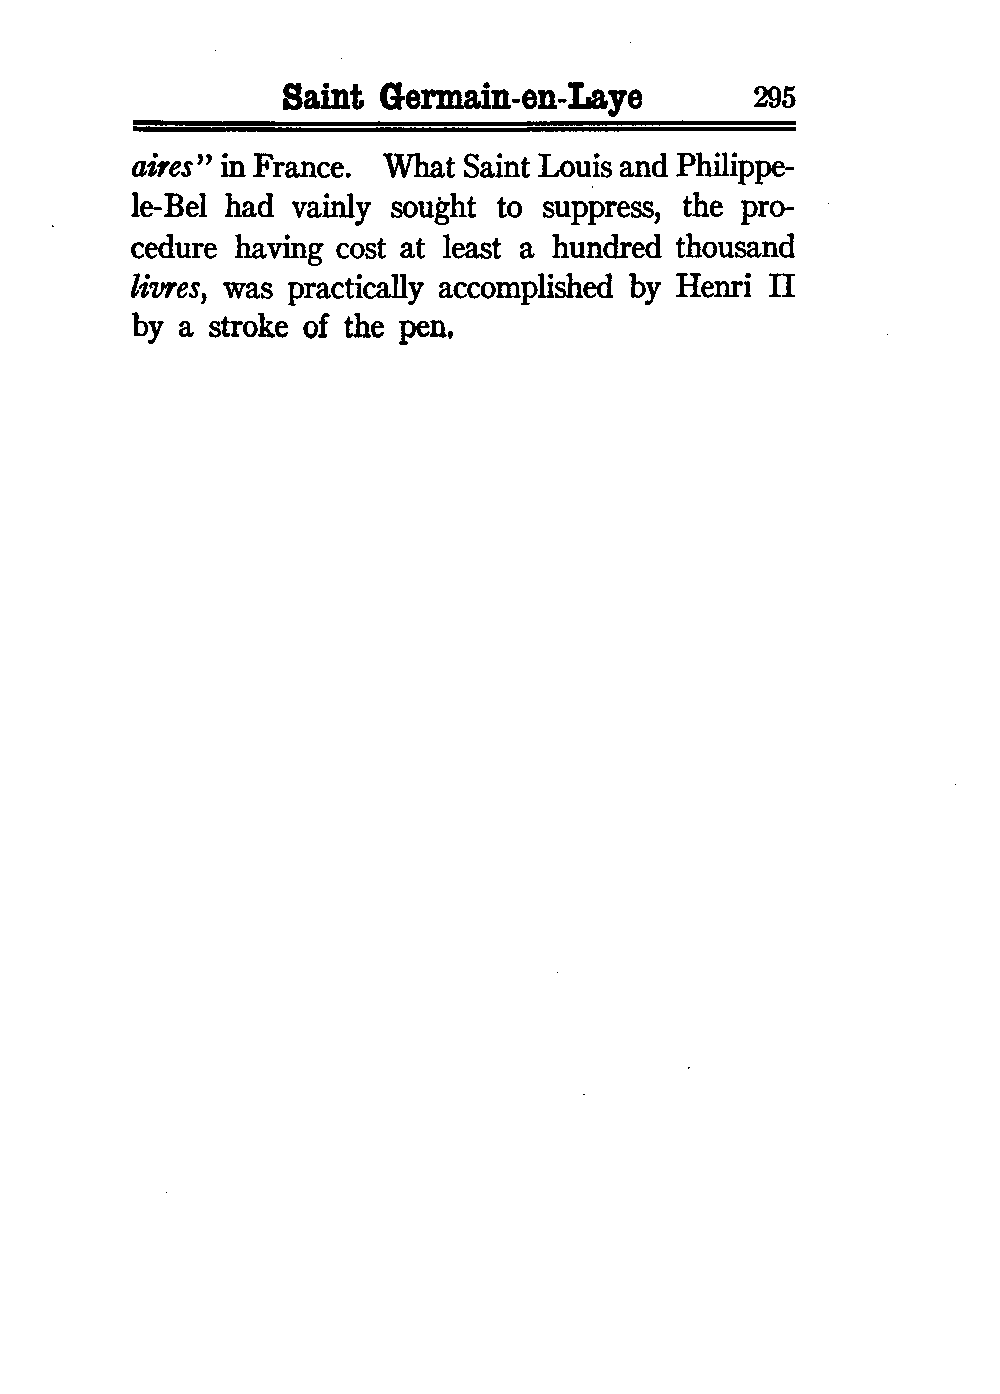 Saint Germain-en-Laye 295
aires" in France. What Saint Louis and Philippe-
le-Bel had vainly sought to suppress, the pro-
cedure having cost at least a hundred thousand
livres, was practically accomplished by Henri II
by a stroke of the pen.